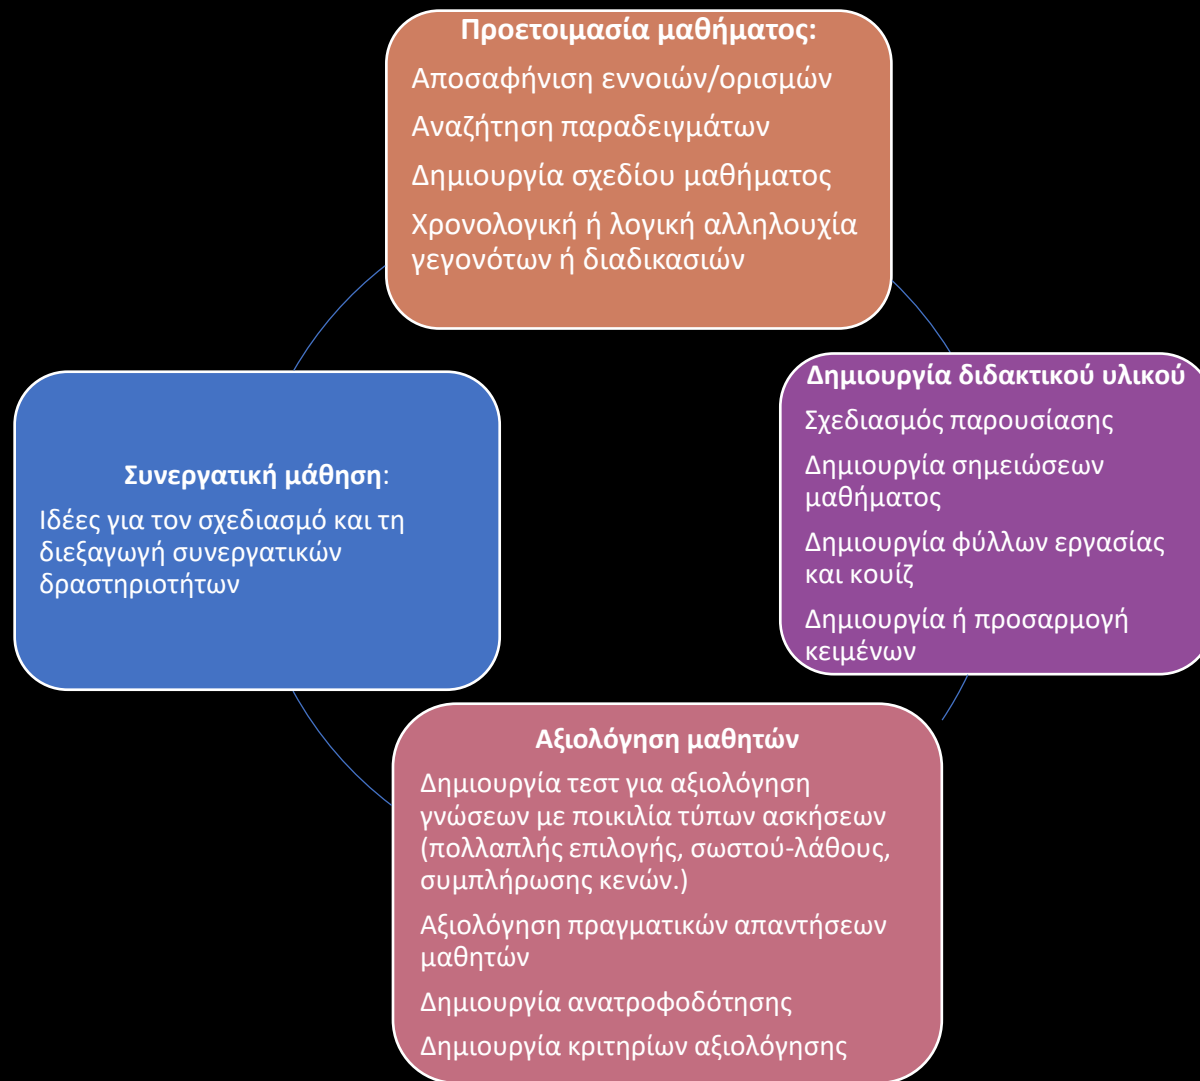 Προετοιμασία μαθήματος:
Αποσαφήνιση εννοιών/ορισμών
Αναζήτηση παραδειγμάτων
Δημιουργία σχεδίου μαθήματος
Χρονολογική ή λογική αλληλουχία
γεγονότων ή διαδικασιών
Δημιουργία διδακτικού υλικού
Σχεδιασμός παρουσίασης
Δημιουργία σημειώσεων
μαθήματος
Δημιουργία φύλλων εργασίας
και κουίζ
Δημιουργία ή προσαρμογή
κειμένων
Αξιολόγηση μαθητών
Δημιουργία τεστ για αξιολόγηση
γνώσεων με ποικιλία τύπων ασκήσεων
(πολλαπλής επιλογής, σωστού-λάθους,
συμπλήρωσης κενών.)
Αξιολόγηση πραγματικών απαντήσεων
μαθητών
Δημιουργία ανατροφοδότησης
Δημιουργία κριτηρίων αξιολόγησης
Συνεργατική μάθηση:
Ιδέες για τον σχεδιασμό και τη
διεξαγωγή συνεργατικών
δραστηριοτήτων